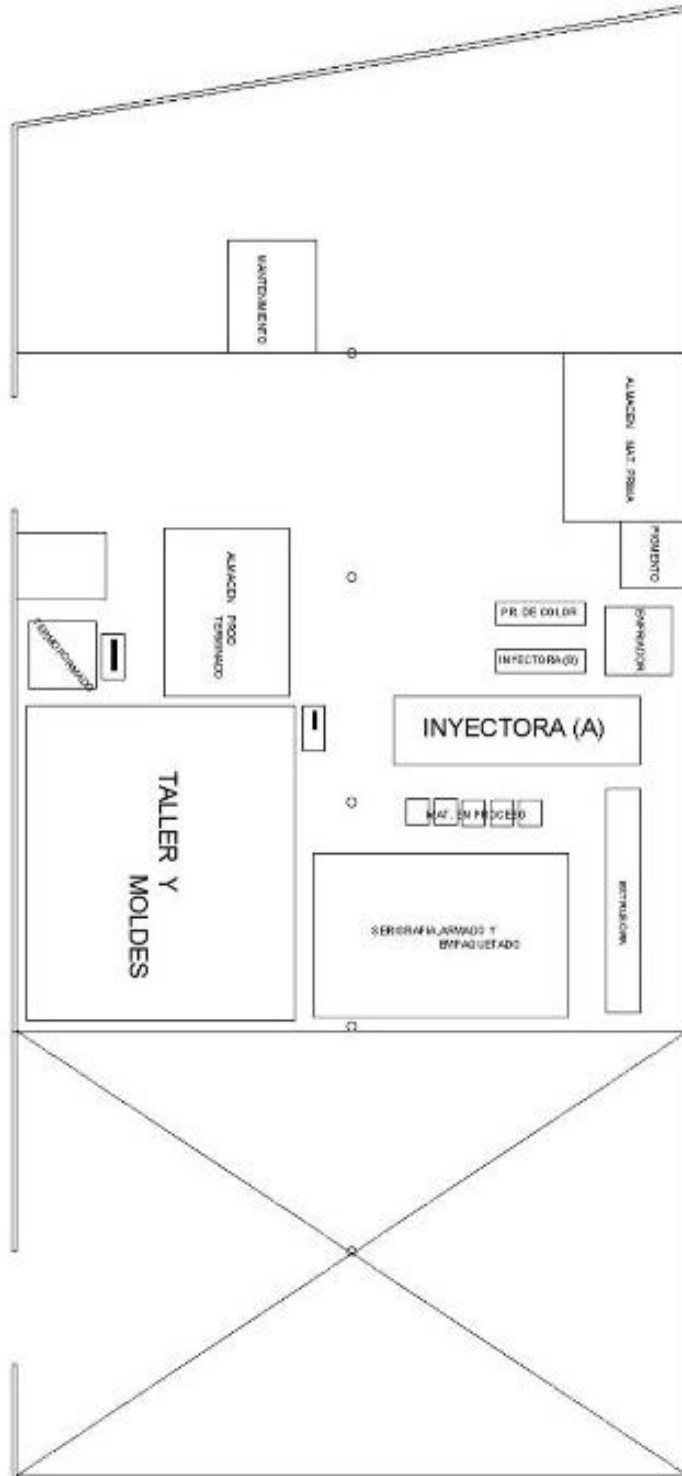 MANTENIMIENTO
ALMACEN MAT. PRIMA
PIGMENTO
ALMACEN PROD
TERMINADO
PR. DE COLOR
ENFRIADOR
INYECTORA (B)
TERMOFORMADO
INYECTORA (A)
TALLER Y
MOLDES
MAT. EN PROCESO
SERIGRAFIA, ARMADO Y
EMPAQUETADO